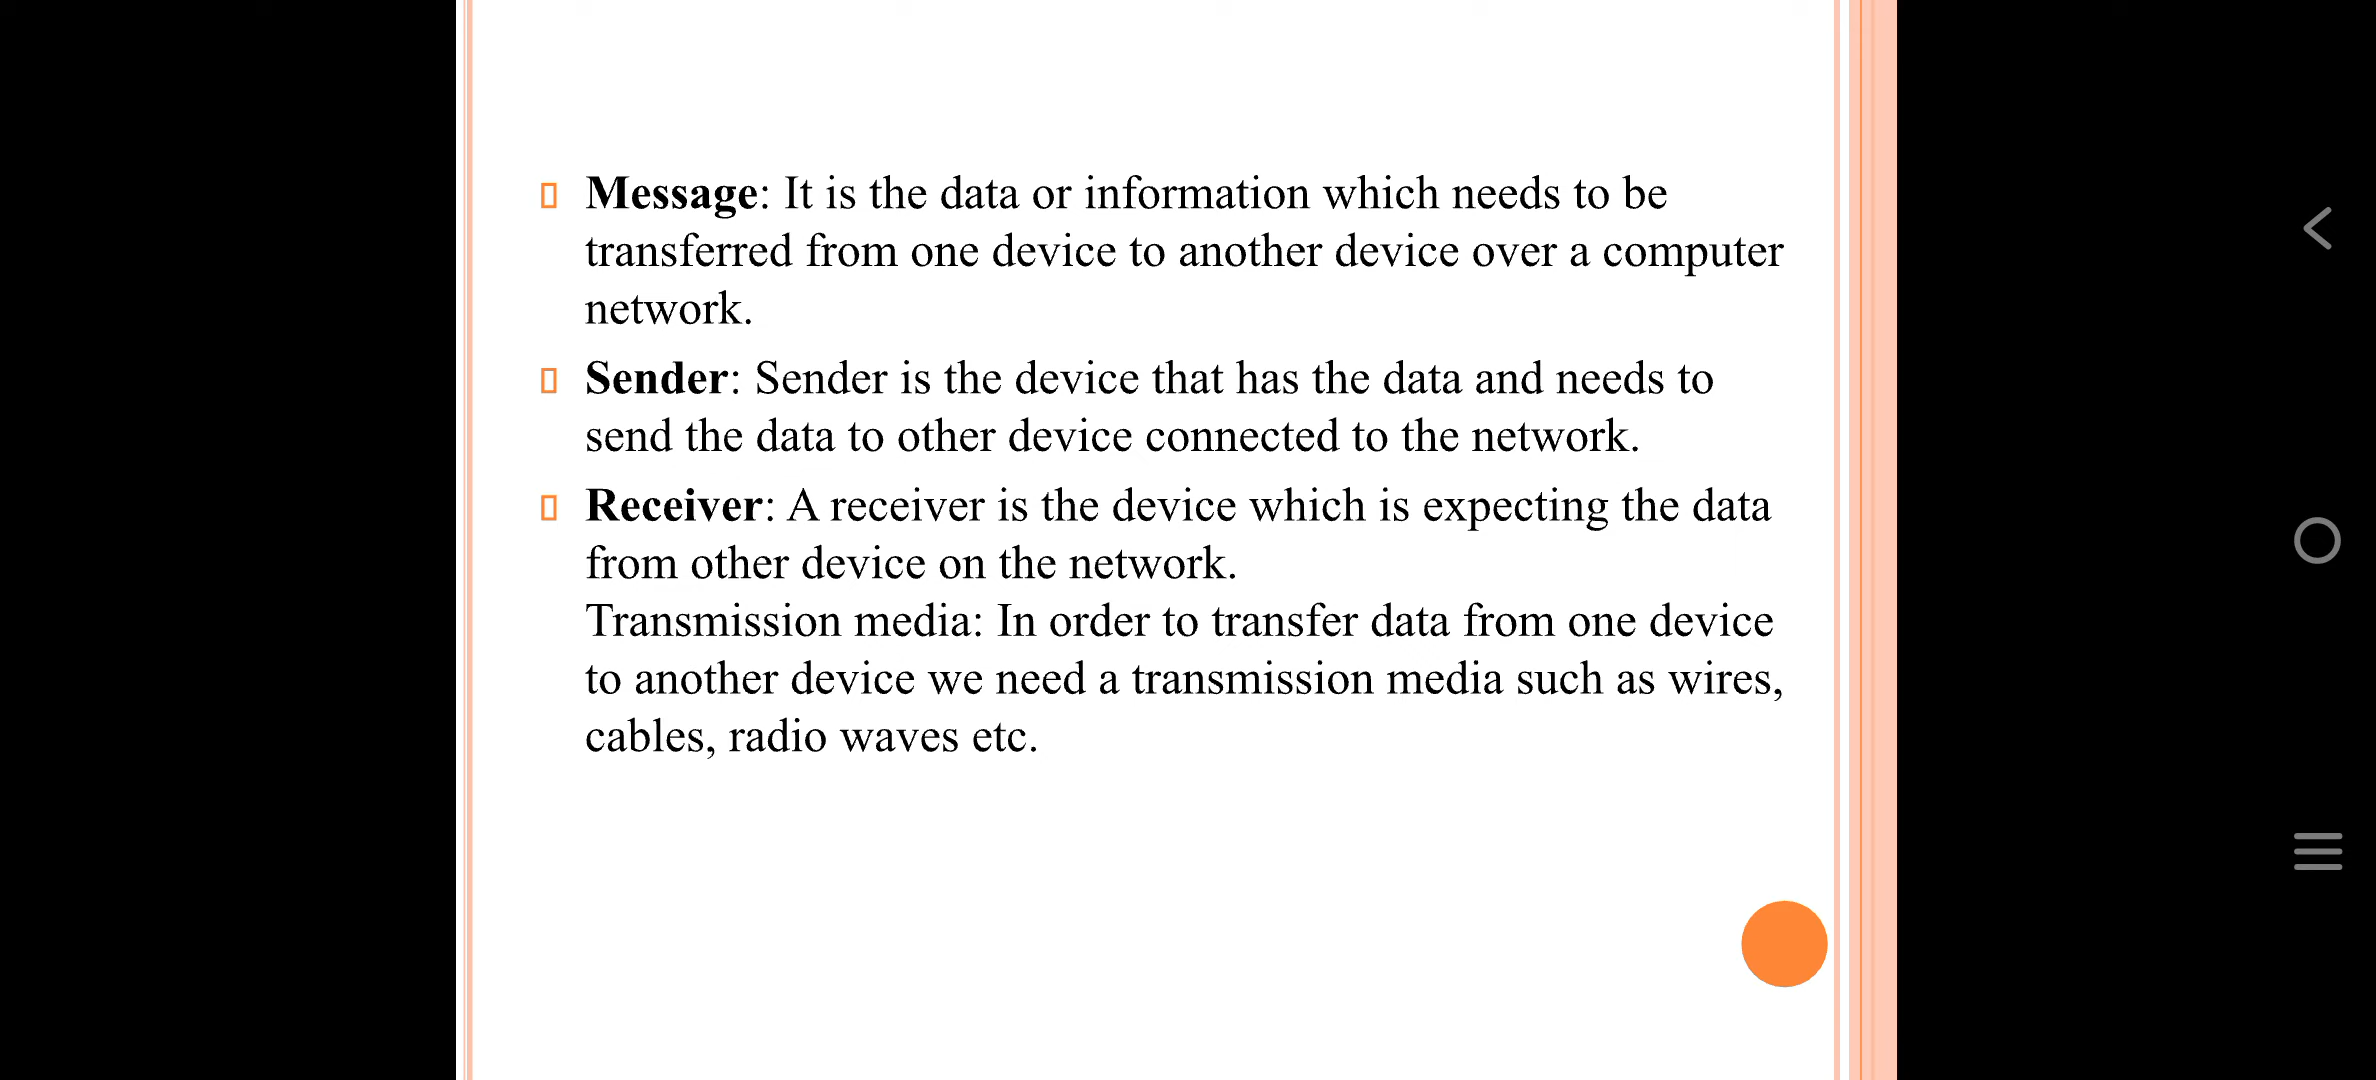 Message: It is the data or information which needs to be
transferred from one device to another device over a computer
network.
Sender: Sender is the device that has the data and needs to
send the data to other device connected to the network.
Receiver: A receiver is the device which is expecting the data
from other device on the network.
Transmission media: In order to transfer data from one device
to another device we need a transmission media such as wires,
cables, radio waves etc.